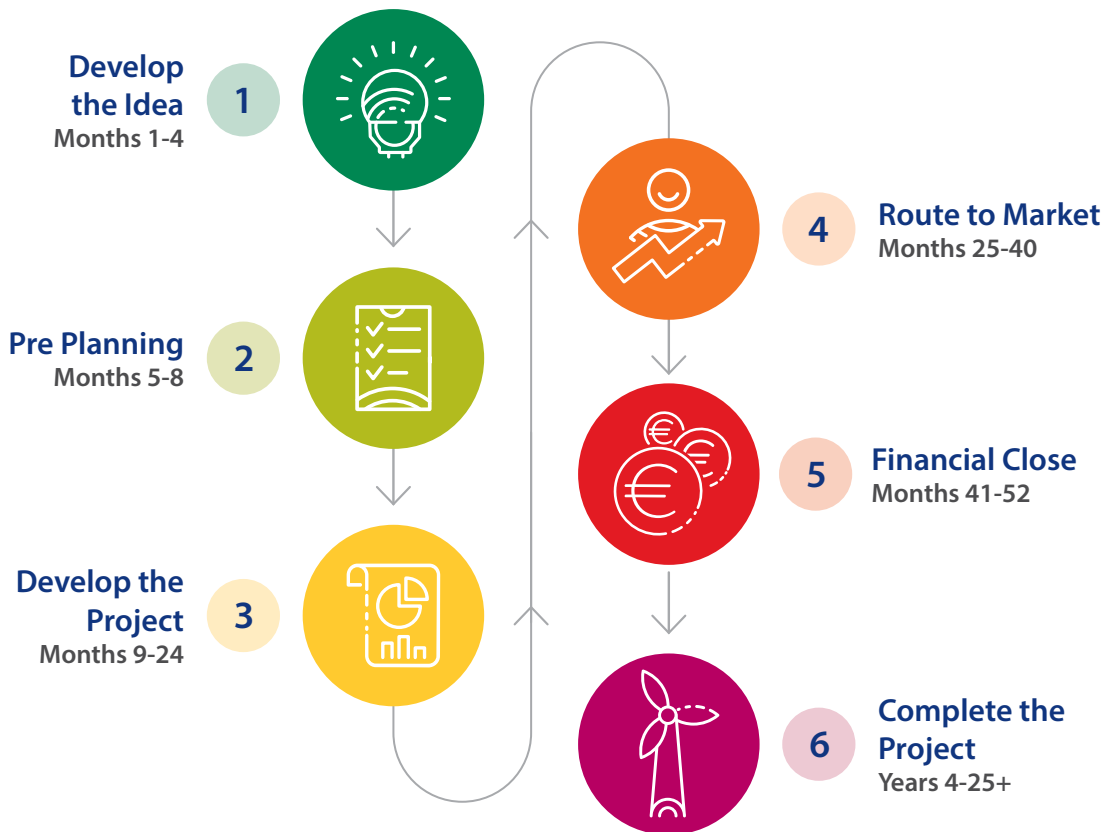 Develop
the Idea
Months 1-4
1
Pre Planning
Months 5-8
2
Develop the
Project
Months 9-24
3
4
Route to Market
Months 25-40
5
Financial Close
Months 41-52
6
Complete the
Project
Years 4-25+